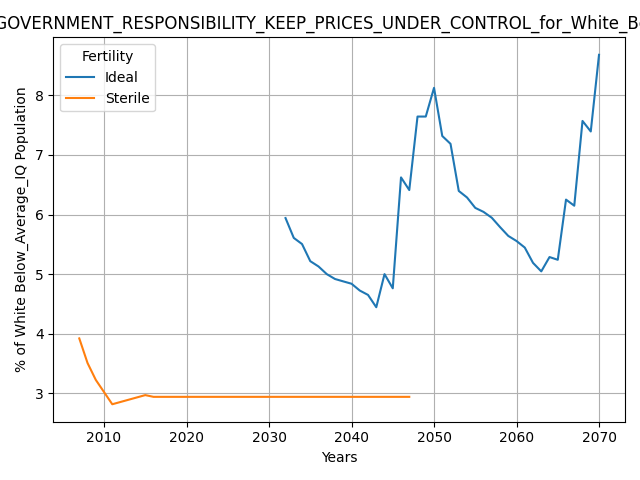 GOVERNMENT_RESPONSIBILITY_KEEP_PRICES_UNDER_CONTROL_for_White_B
Fertility
Ideal
Sterile
% of White Below_Average_IQ Population
8
7
6
5
4
3
2010 2020 2030 2040 2050 2060 2070
Years